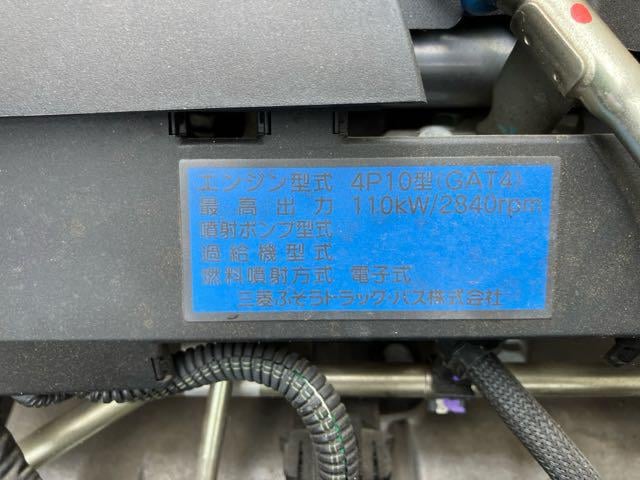 エンジン型式 4P10型(GAT4)
最高出力 110kW/2840rpm
噴射ポンプ型式
過給機型式
燃料噴射方式 電子式
三菱ふそうトラック・バス株式会社